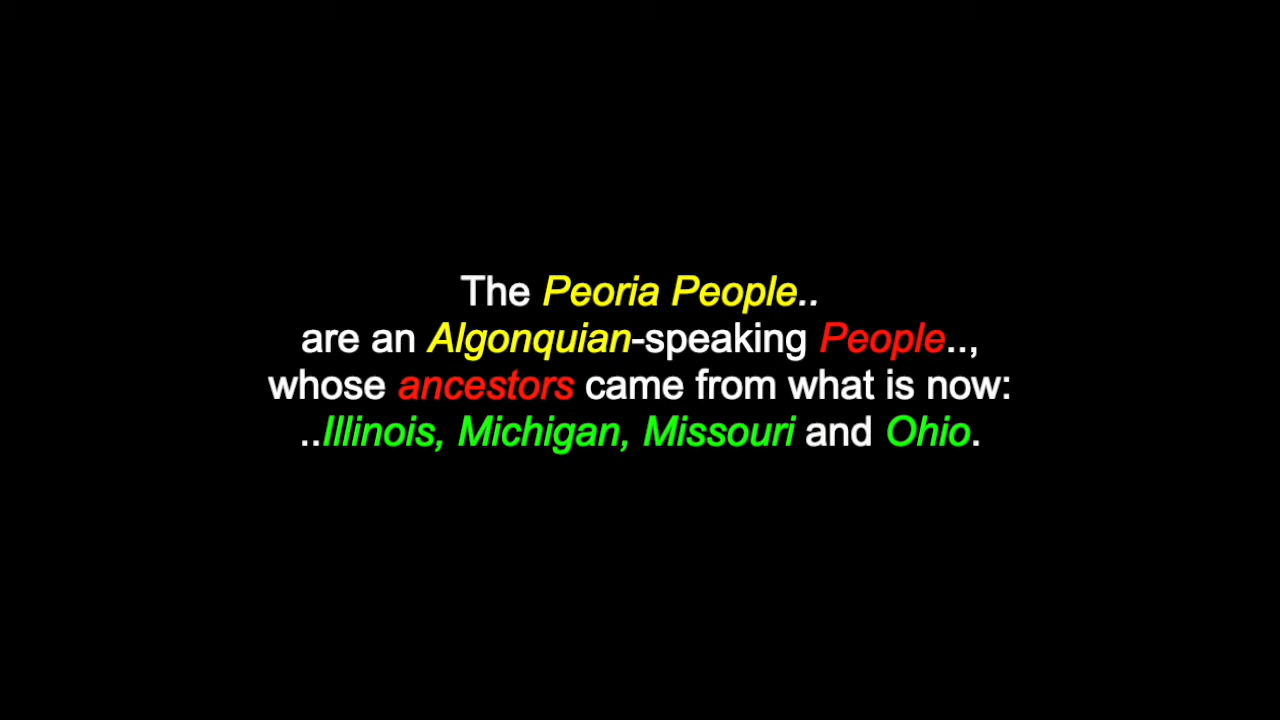 The Peoria People..
are an Algonquian-speaking People..,
whose ancestors came from what is now:
..Illinois, Michigan, Missouri and Ohio.